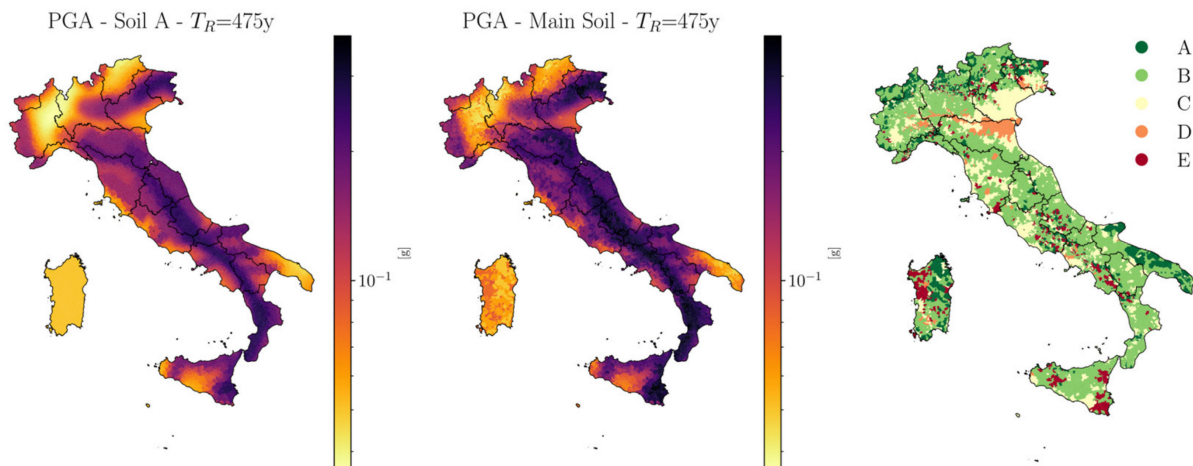 PGA - Soil A - T_R=475y
PGA - Main Soil - T_R=475y
10⁻¹
[g]
10⁻¹
[g]
A
B
C
D
E